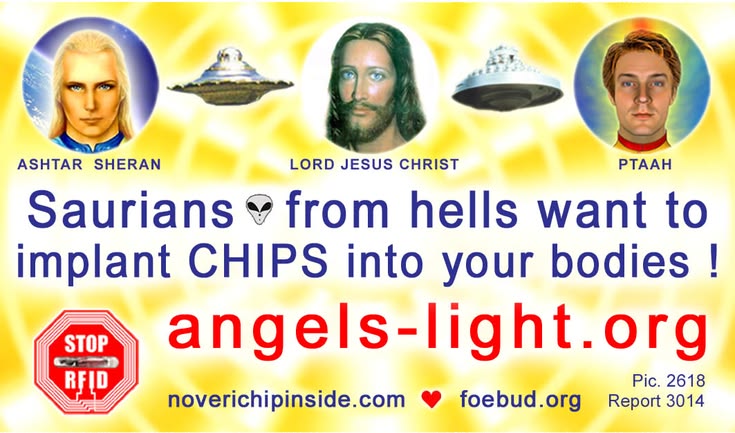 ASHTAR SHERAN
LORD JESUS CHRIST
PTAAH
Saurians from hells want to
implant CHIPS into your bodies !
STOP
RFID
angels-light.org
noverichipinside.com
foebud.org
Pic. 2618
Report 3014